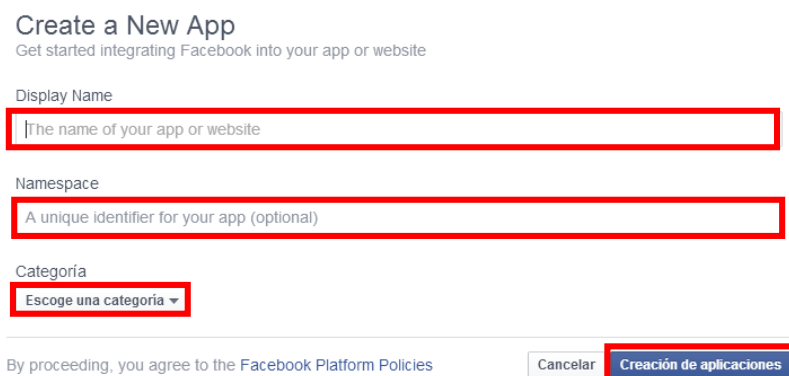 Create a New App
Get started integrating Facebook into your app or website
Display Name
The name of your app or website
Namespace
A unique identifier for your app (optional)
Categoría
Escoge una categoría
By proceeding, you agree to the Facebook Platform Policies
Cancelar
Creación de aplicaciones